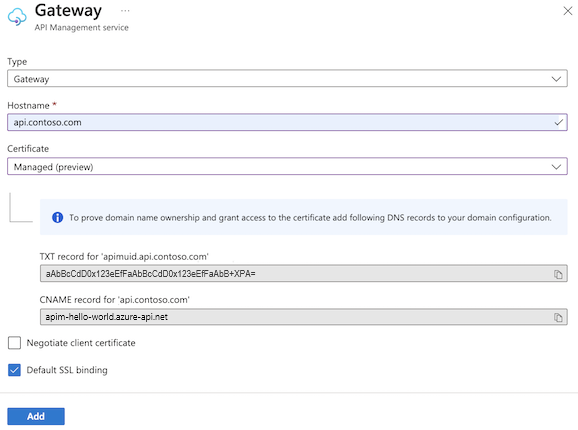 Gateway ...
API Management service
Type
Gateway
Hostname *
api.contoso.com
Certificate
Managed (preview)
To prove domain name ownership and grant access to the certificate add following DNS records to your domain configuration.
TXT record for 'apimuid.api.contoso.com'
aAbBcCdD0x123eEfFaAbBcCdD0x123eEfFaAbB+XPA=
CNAME record for 'api.contoso.com'
apim-hello-world.azure-api.net
Negotiate client certificate
Default SSL binding
Add